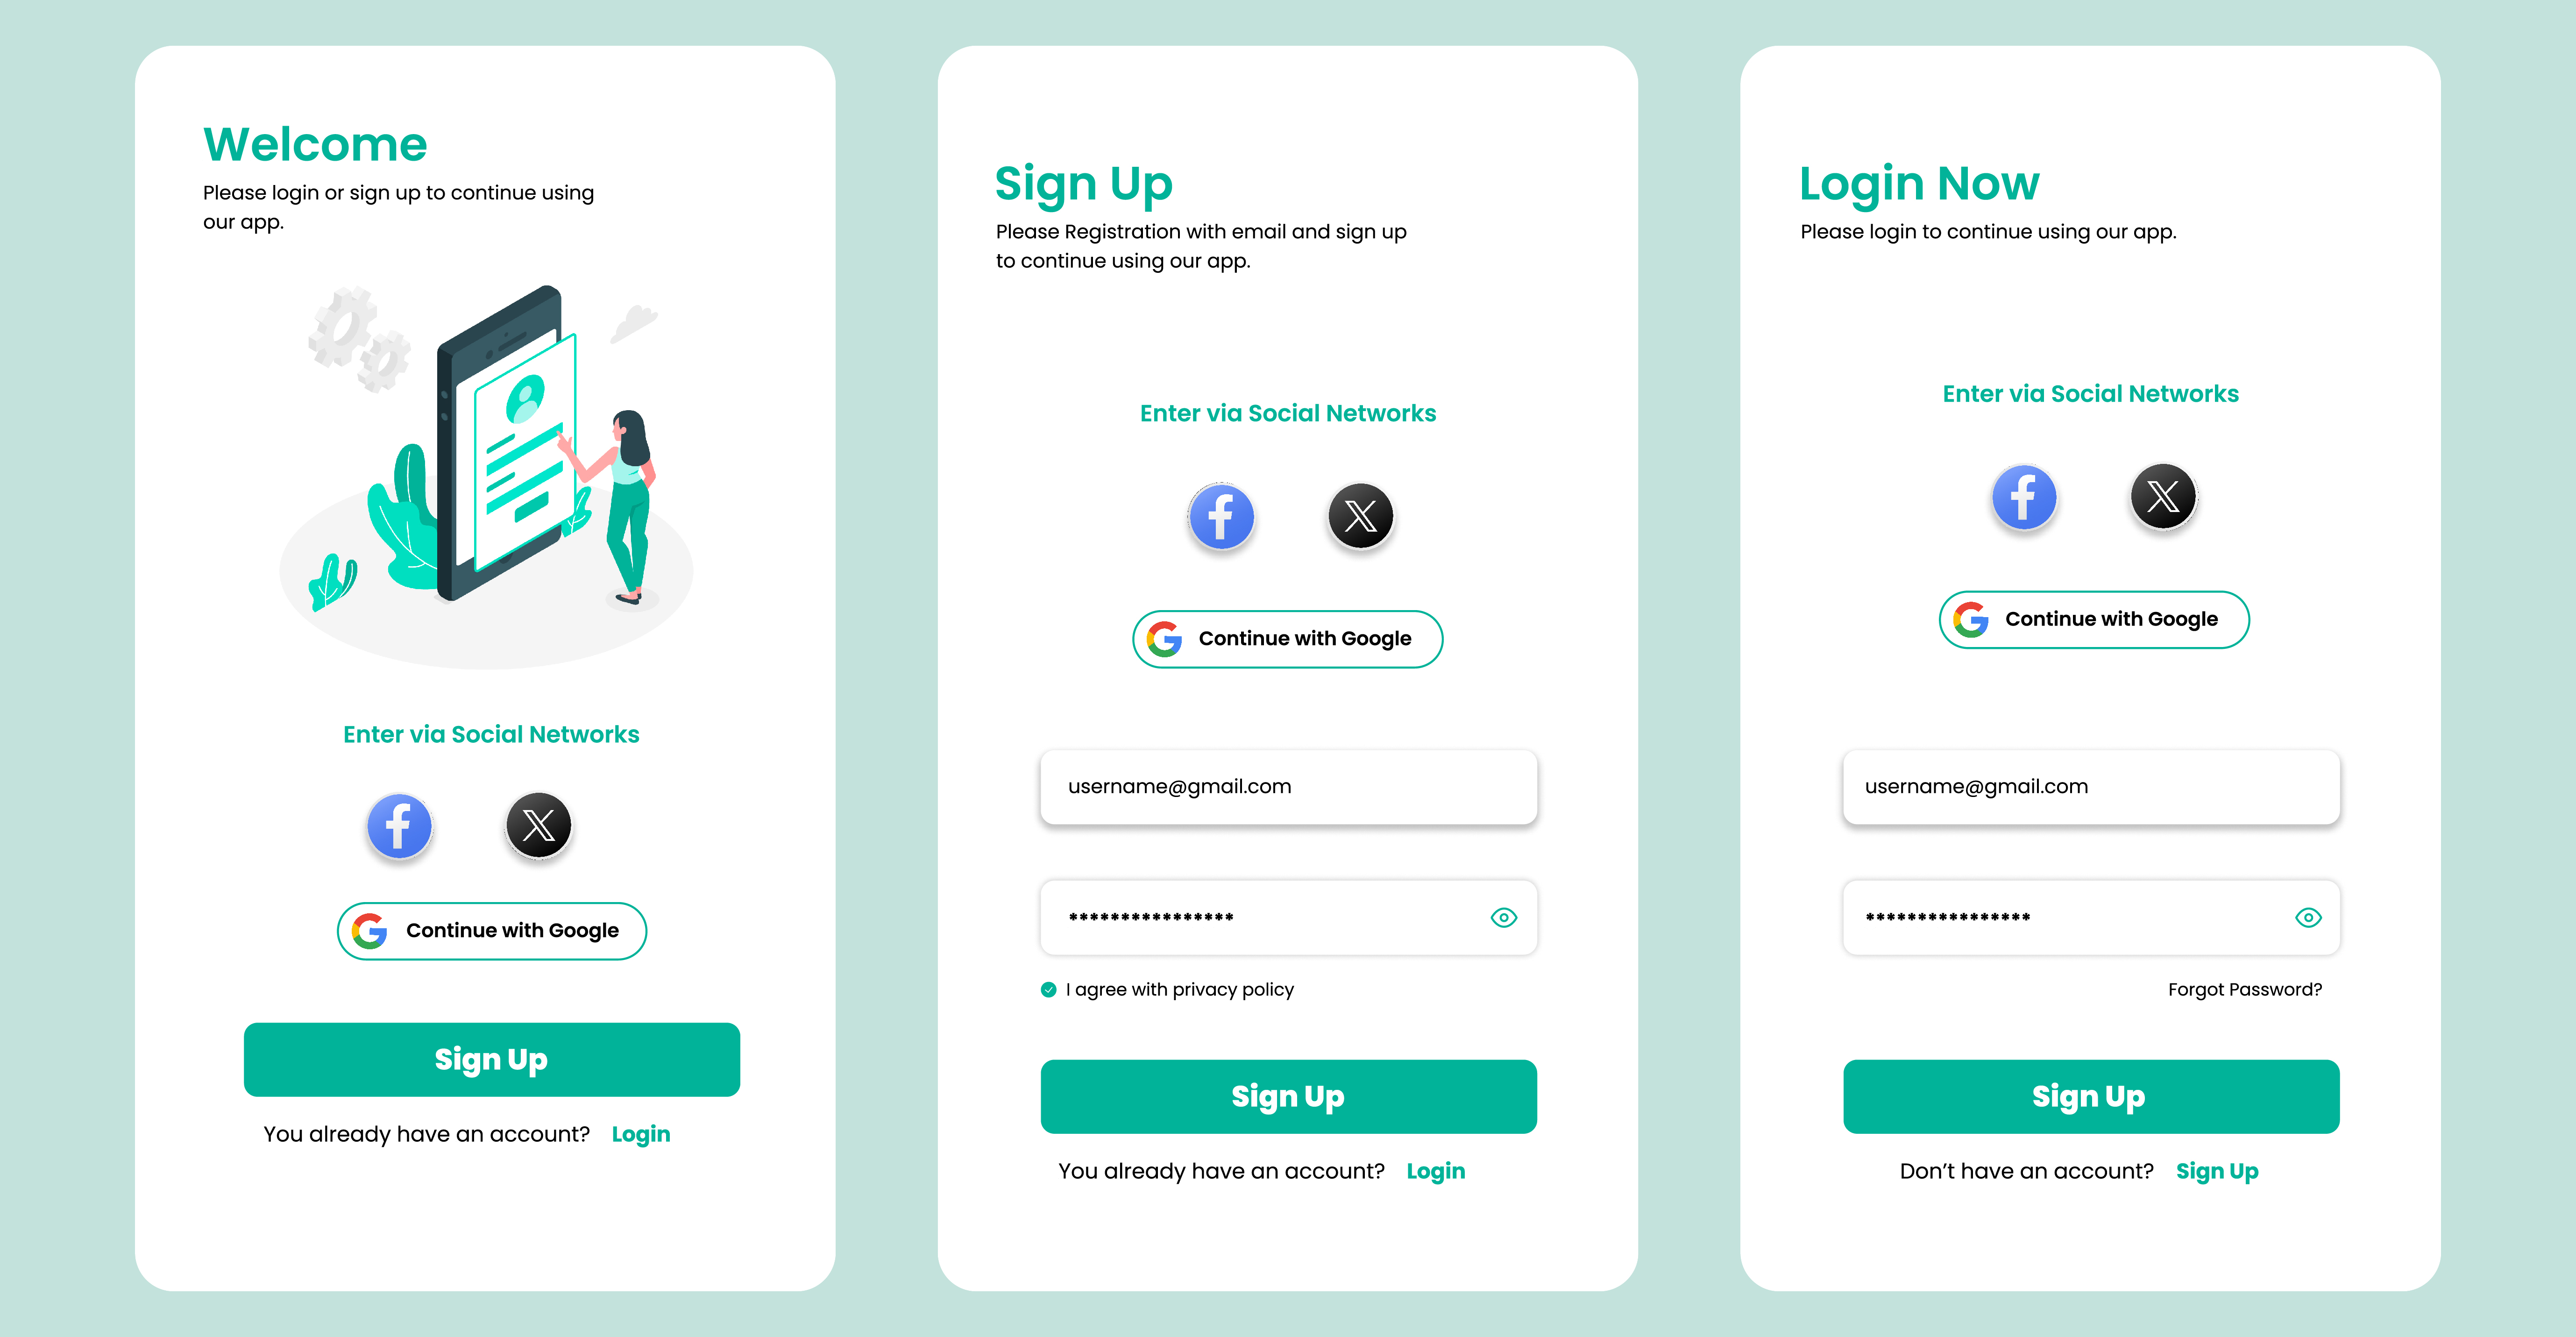 Welcome
Please login or sign up to continue using
our app.
Enter via Social Networks
Continue with Google
Sign Up
You already have an account? Login
Sign Up
Please Registration with email and sign up
to continue using our app.
Enter via Social Networks
Continue with Google
username@gmail.com
****************
I agree with privacy policy
Sign Up
You already have an account? Login
Login Now
Please login to continue using our app.
Enter via Social Networks
Continue with Google
username@gmail.com
****************
Forgot Password?
Sign Up
Don’t have an account? Sign Up